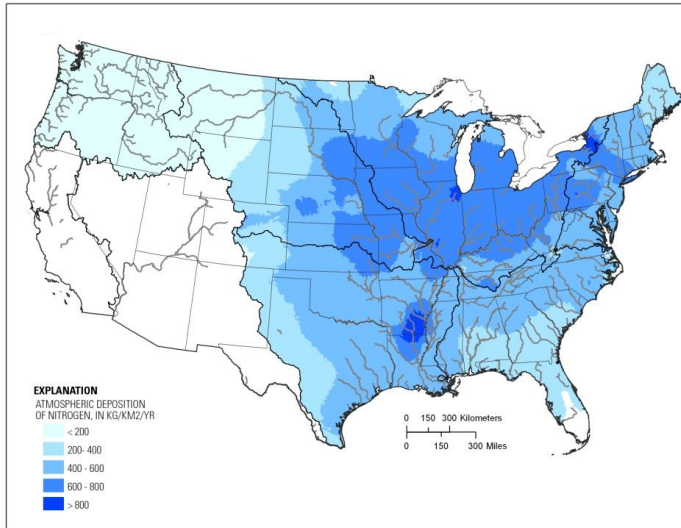 0 150 300 Kilometers
0 150 300 Miles
EXPLANATION
ATMOSPHERIC DEPOSITION
OF NITROGEN, IN KG/KM2/YR
< 200
200- 400
400 - 600
600 - 800
> 800